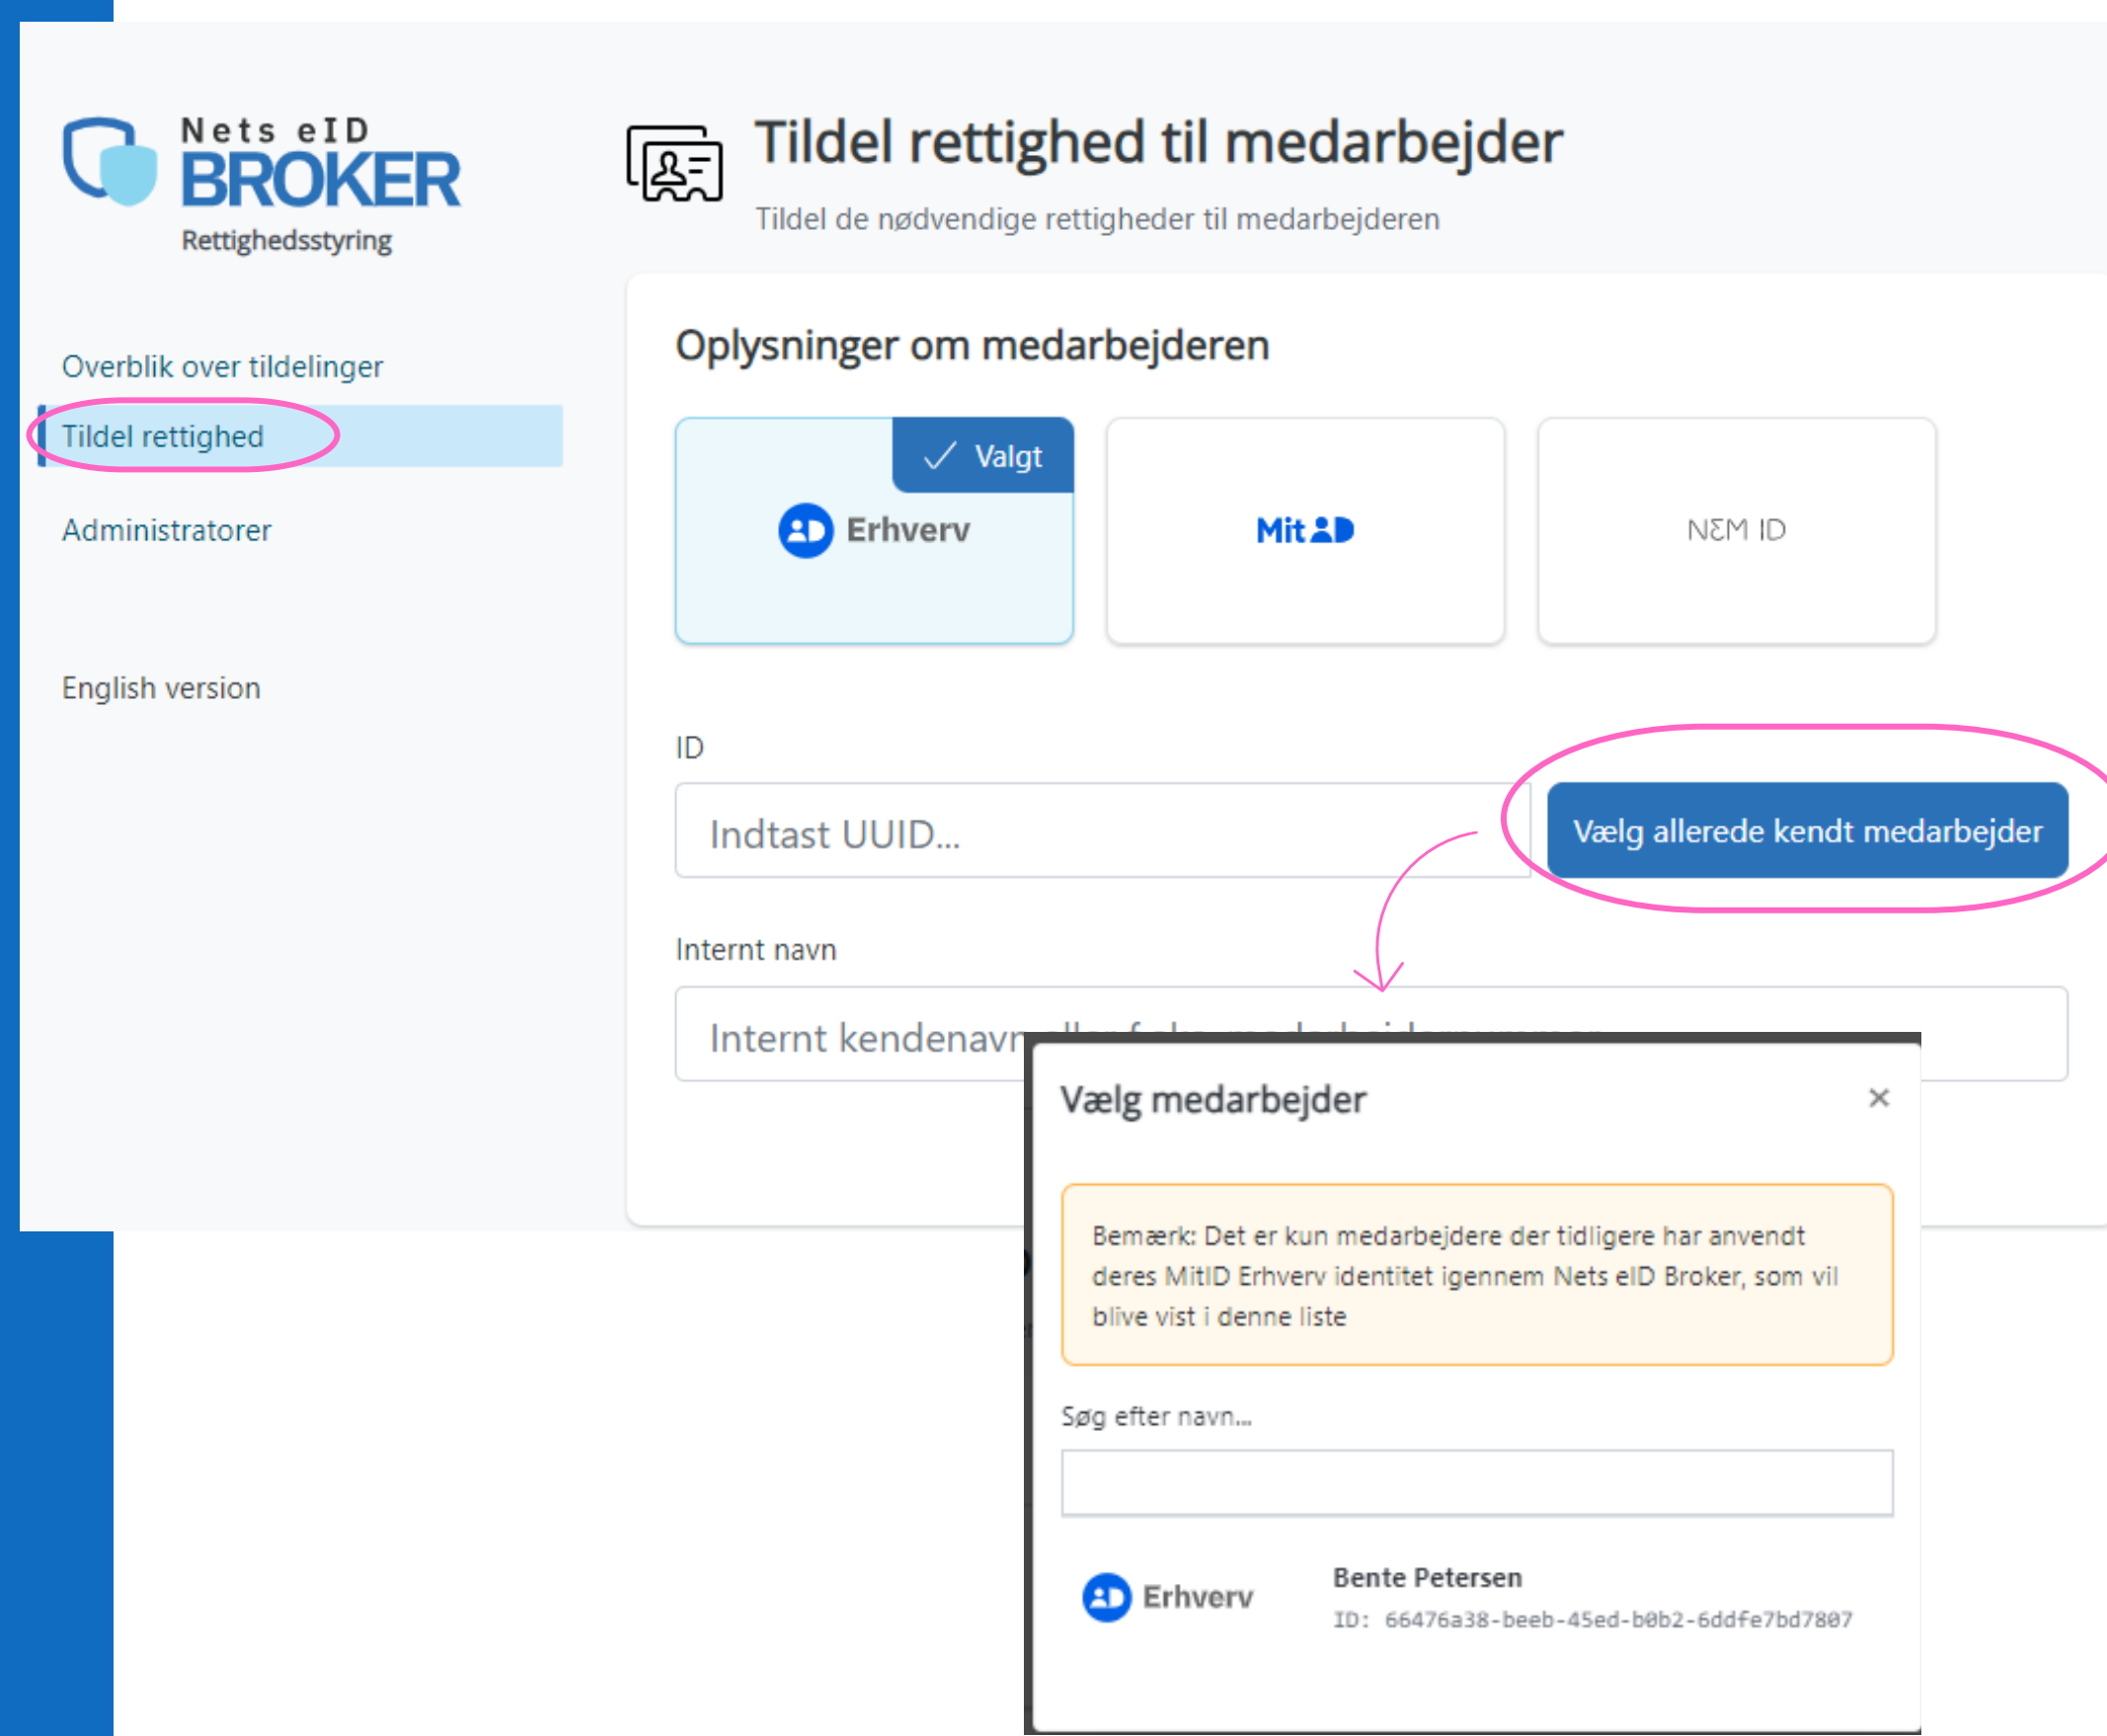 Nets eID
BROKER
Rettighedsstyring
Overblik over tildelinger
Tildel rettighed
Administratorer
English version
Tildel rettighed til medarbejder
Tildel de nødvendige rettigheder til medarbejderen
Oplysninger om medarbejderen
Valgt
Erhverv
Mit
NEM ID
ID
Indtast UUID...
Vælg allerede kendt medarbejder
Internt navn
Internt kendenavn
Vælg medarbejder
×
Bemærk: Det er kun medarbejdere der tidligere har anvendt
deres MitID Erhverv identitet igennem Nets eID Broker, som vil
blive vist i denne liste
Søg efter navn...
Erhverv
Bente Petersen
ID: 66476a38-beeb-45ed-b0b2-6ddfe7bd7807